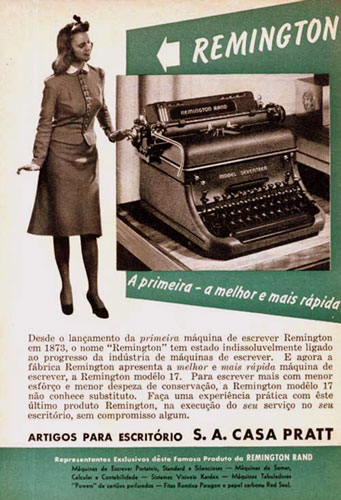 REMINGTON
REMINGTON RAND
MODEL SEVENTEEN
A primeira - a melhor e mais rápida
Desde o lançamento da primeira máquina de escrever Remington
em 1873, o nome "Remington" tem estado indissoluvelmente ligado
ao progresso da indústria de máquinas de escrever. E agora a
fábrica Remington apresenta a melhor e mais rápida máquina de
escrever, a Remington modêlo 17. Para escrever mais com menor
esfôrço e menor despeza de conservação, a Remington modêlo 17
não conhece substituto. Faça uma experiência prática com êste
último produto Remington, na execução do seu serviço no seu
escritório, sem compromisso algum.
ARTIGOS PARA ESCRITÓRIO S. A. CASA PRATT
Representantes Exclusivos dêste Famoso Produto da REMINGTON RAND
Máquinas de Escrever Portateis, Standard e Silenciosas — Máquinas de Somar,
Calcular e Contabilidade — Sistemas Visiveis Kardex — Máquinas Tabuladoras
"Powers" de cartões perfurados — Fitas Remtico Paragon e papel carbono Red Seal.